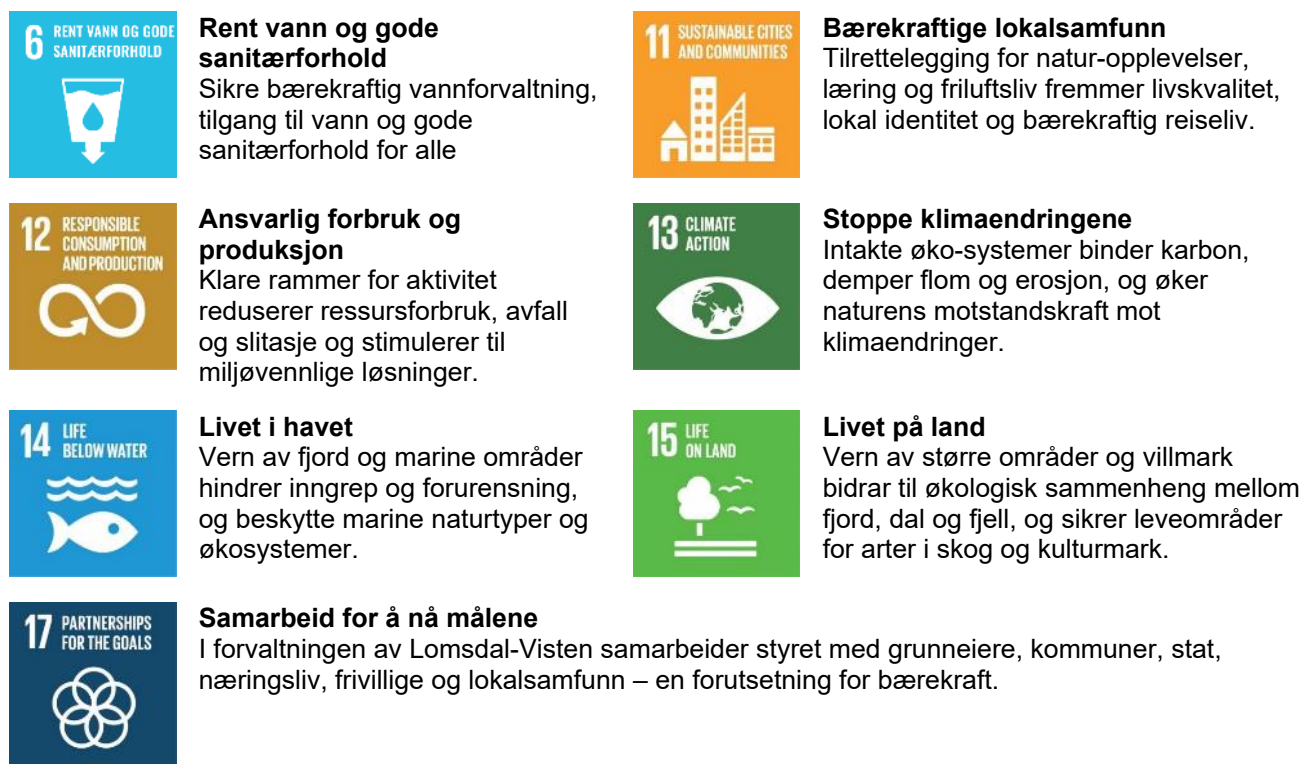 6 RENT VANN OG GODE
SANITÆRFORHOLD
Rent vann og gode
sanitærforhold
Sikre bærekraftig vannforvaltning,
tilgang til vann og gode
sanitærforhold for alle
11 SUSTAINABLE CITIES
AND COMMUNITIES
Bærekraftige lokalsamfunn
Tilrettelegging for natur-opplevelser,
læring og friluftsliv fremmer livskvalitet,
lokal identitet og bærekraftig reiseliv.
12 RESPONSIBLE
CONSUMPTION
AND PRODUCTION
Ansvarlig forbruk og
produksjon
Klare rammer for aktivitet
reduserer ressursforbruk, avfall
og slitasje og stimulerer til
miljøvennlige løsninger.
13 CLIMATE
ACTION
Stoppe klimaendringene
Intakte øko-systemer binder karbon,
demper flom og erosjon, og øker
naturens motstandskraft mot
klimaendringer.
14 LIFE
BELOW WATER
Livet i havet
Vern av fjord og marine områder
hindrer inngrep og forurensning,
og beskytte marine naturtyper og
økosystemer.
15 LIFE
ON LAND
Livet på land
Vern av større områder og villmark
bidrar til økologisk sammenheng mellom
fjord, dal og fjell, og sikrer leveområder
for arter i skog og kulturmark.
17 PARTNERSHIPS
FOR THE GOALS
Samarbeid for å nå målene
I forvaltningen av Lomsdal-Visten samarbeider styret med grunneiere, kommuner, stat,
næringsliv, frivillige og lokalsamfunn – en forutsetning for bærekraft.